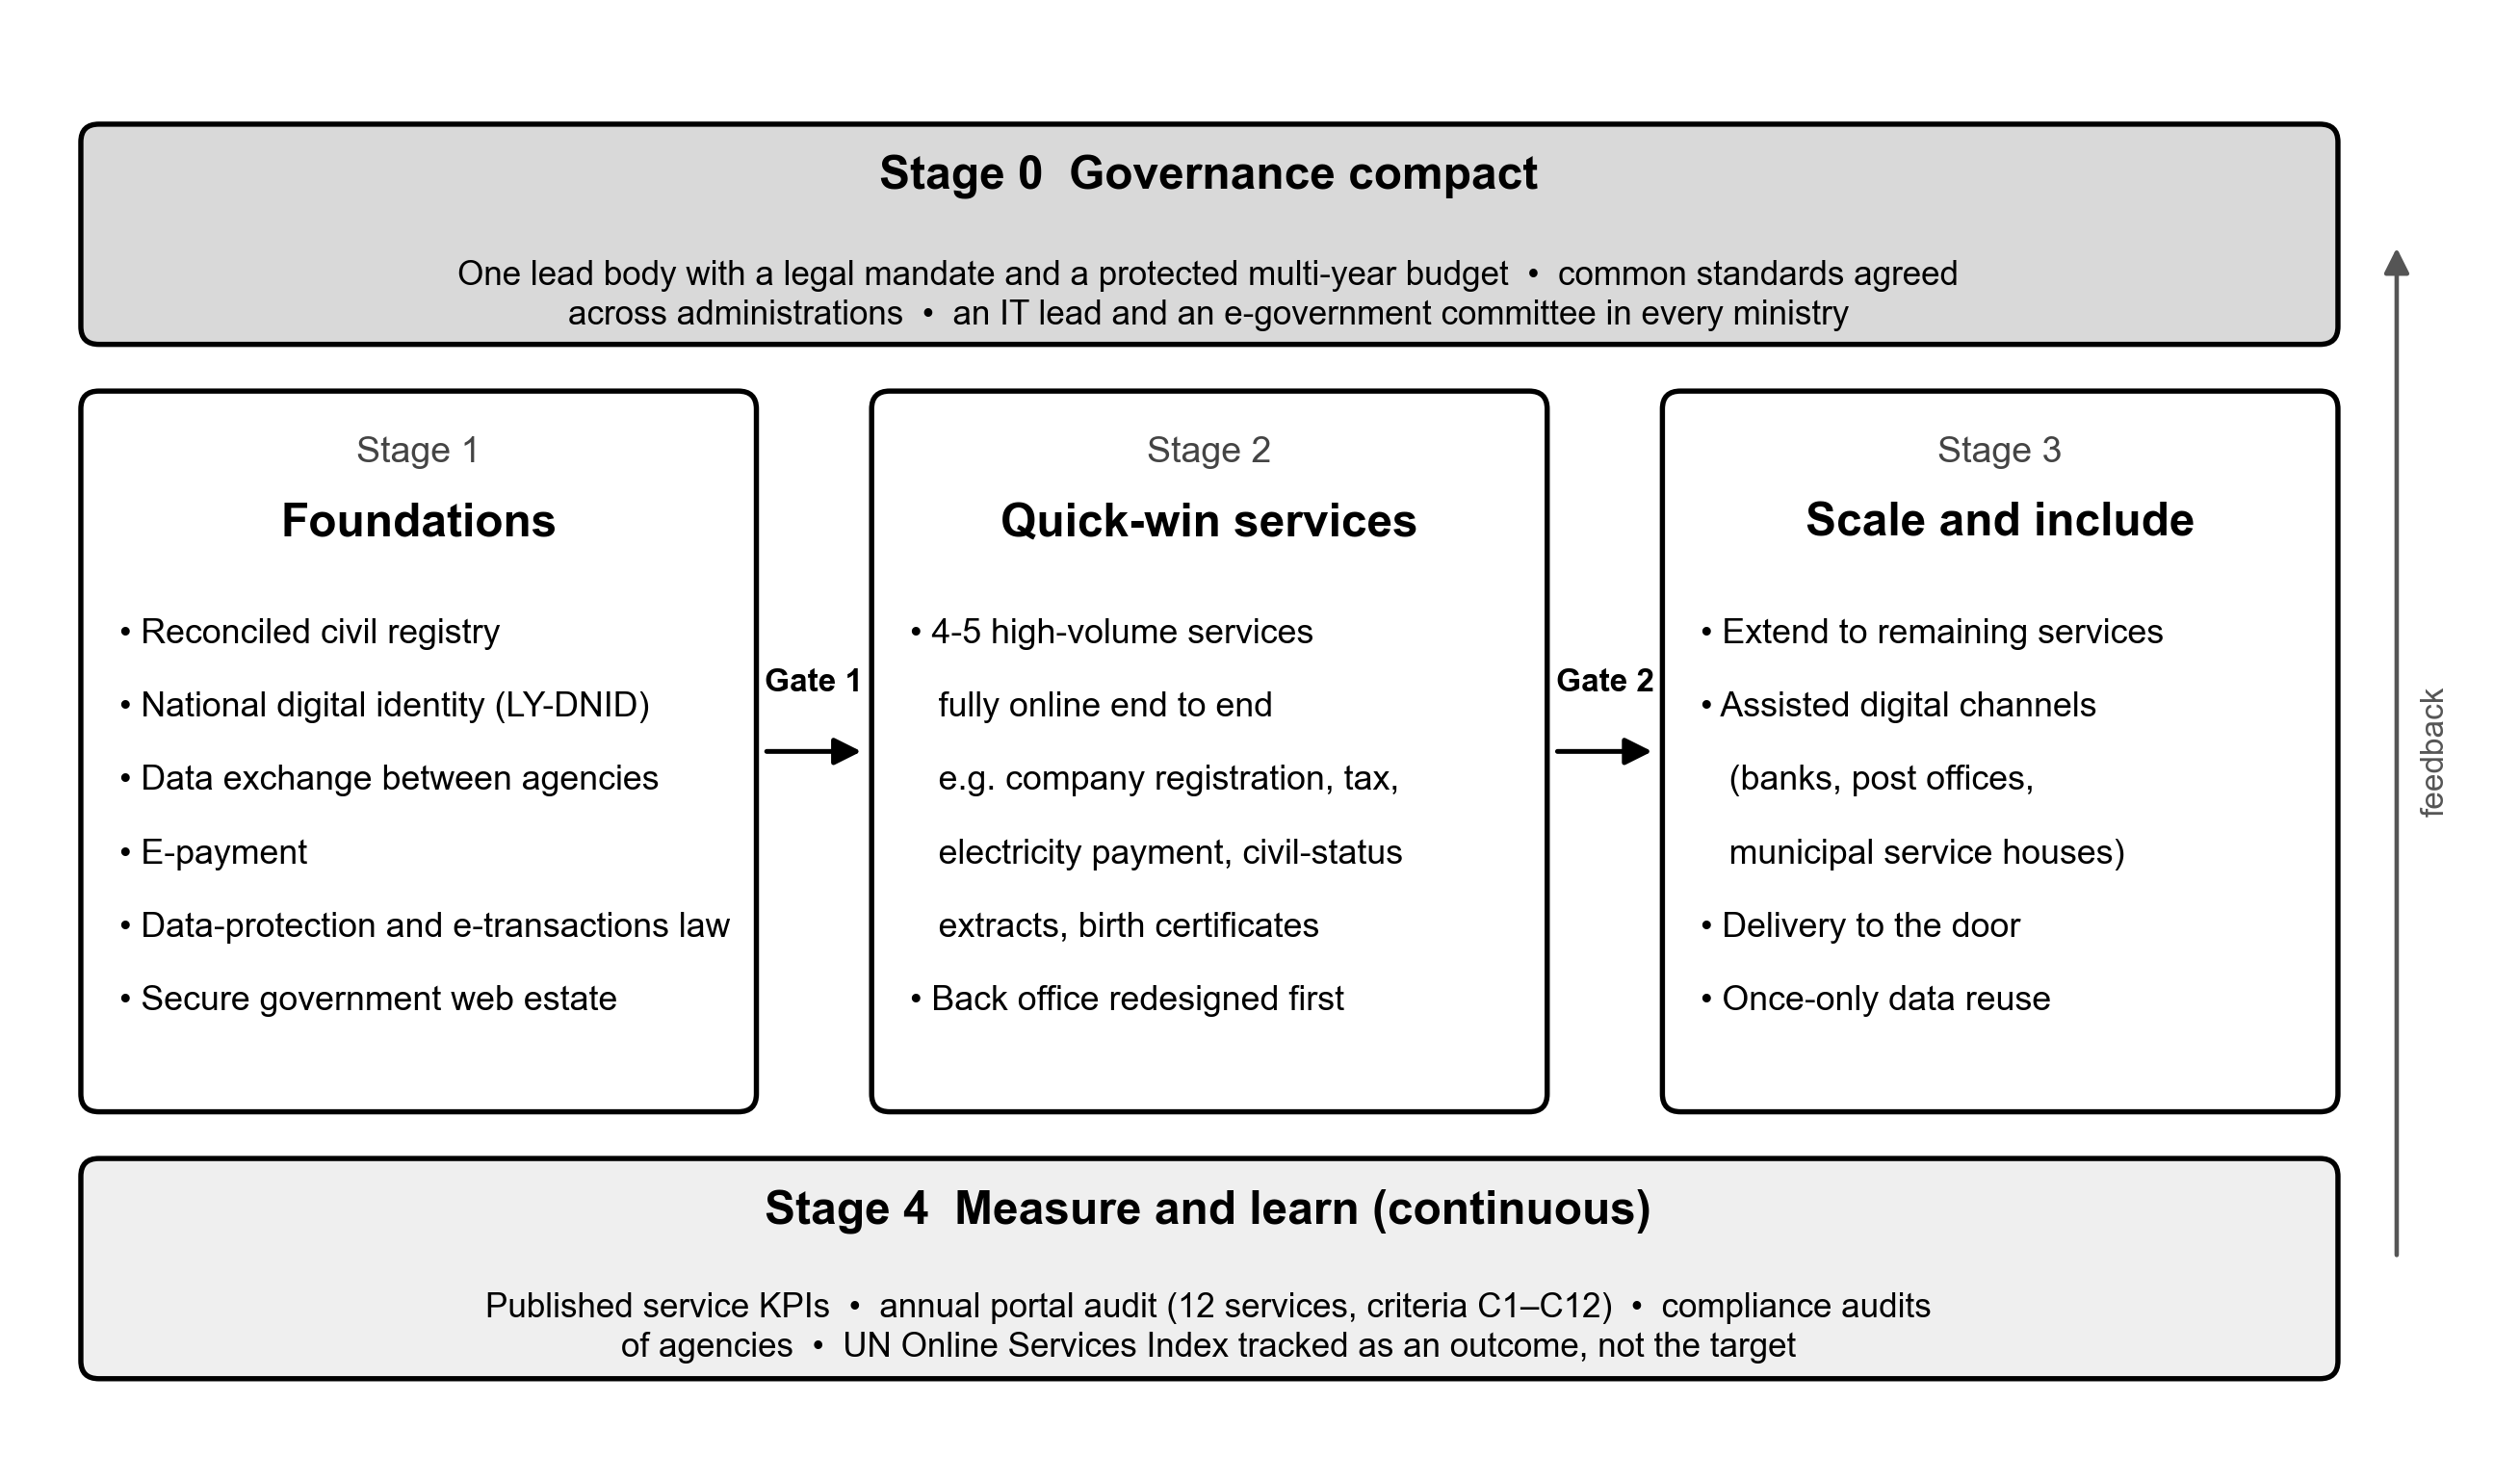 Stage 0  Governance compact
One lead body with a legal mandate and a protected multi-year budget  •  common standards agreed
across administrations  •  an IT lead and an e-government committee in every ministry
Stage 1
Foundations
• Reconciled civil registry
• National digital identity (LY-DNID)
• Data exchange between agencies
• E-payment
• Data-protection and e-transactions law
• Secure government web estate
Gate 1
Stage 2
Quick-win services
• 4-5 high-volume services
fully online end to end
e.g. company registration, tax,
electricity payment, civil-status
extracts, birth certificates
• Back office redesigned first
Gate 2
Stage 3
Scale and include
• Extend to remaining services
• Assisted digital channels
(banks, post offices,
municipal service houses)
• Delivery to the door
• Once-only data reuse
feedback
Stage 4  Measure and learn (continuous)
Published service KPIs  •  annual portal audit (12 services, criteria C1–C12)  •  compliance audits
of agencies  •  UN Online Services Index tracked as an outcome, not the target